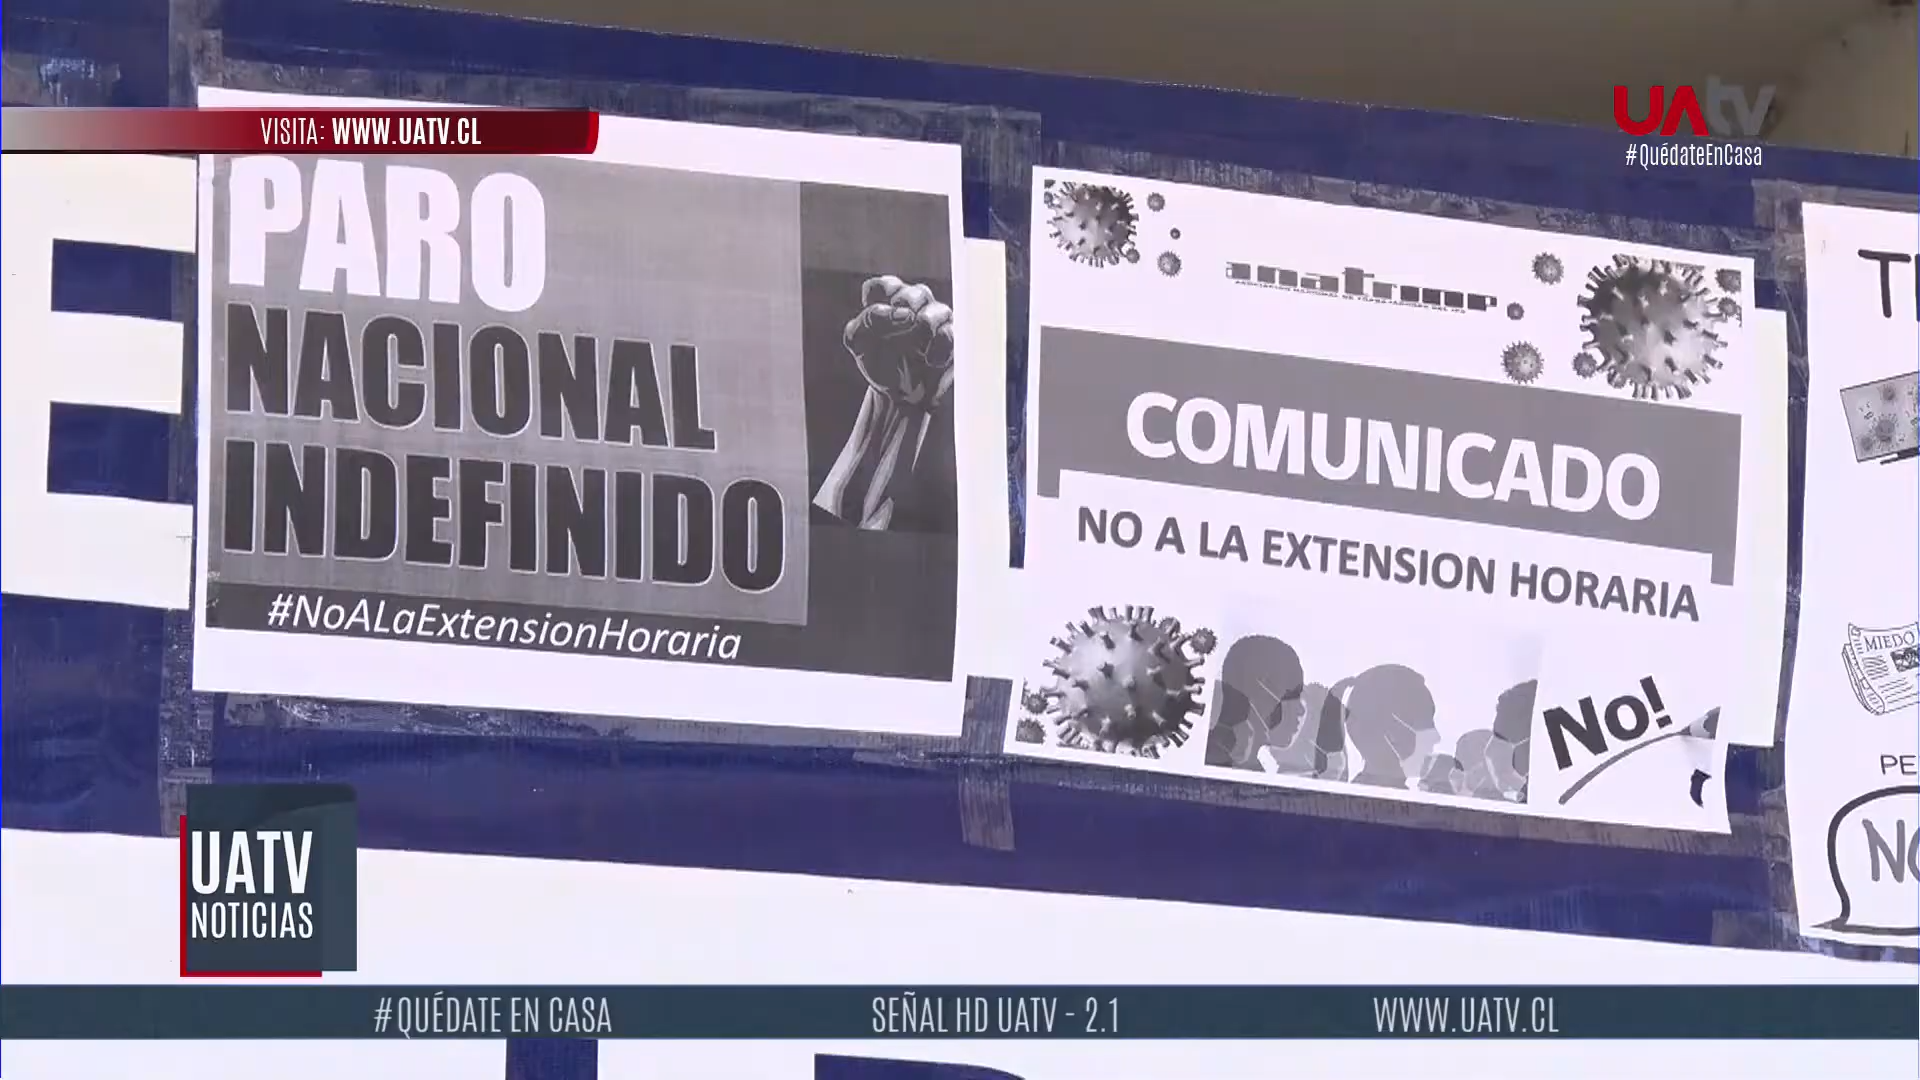 VISITA: WWW.UATV.CL
UAtv
#QuédateEnCasa
PARO
NACIONAL
INDEFINIDO
#NoALaExtensionHoraria
anatrinp
COMUNICADO
NO A LA EXTENSION HORARIA
No!
MIEDO
UATV
NOTICIAS
#QUÉDATE EN CASA
SEÑAL HD UATV - 2.1
WWW.UATV.CL